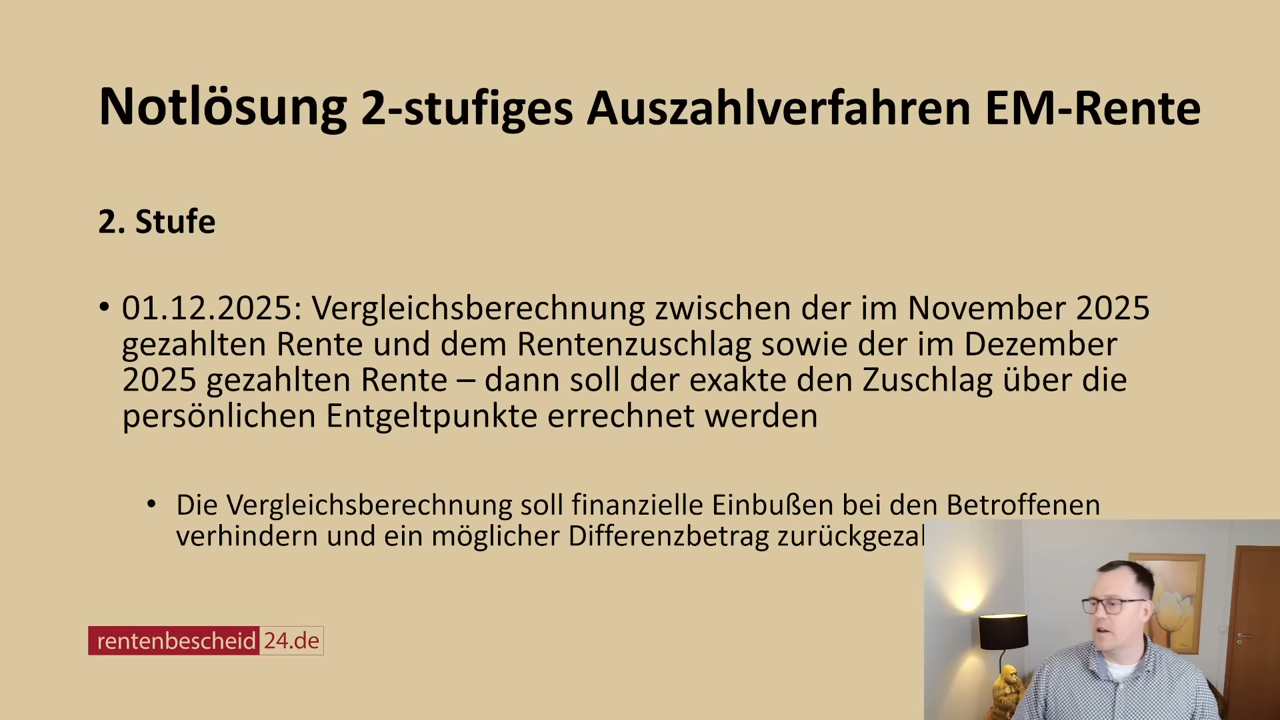 Notlösung 2-stufiges Auszahlverfahren EM-Rente
2. Stufe
• 01.12.2025: Vergleichsberechnung zwischen der im November 2025
gezahlten Rente und dem Rentenzuschlag sowie der im Dezember
2025 gezahlten Rente – dann soll der exakte den Zuschlag über die
persönlichen Entgeltpunkte errechnet werden
• Die Vergleichsberechnung soll finanzielle Einbußen bei den Betroffenen
verhindern und ein möglicher Differenzbetrag
rentenbescheid 24.de